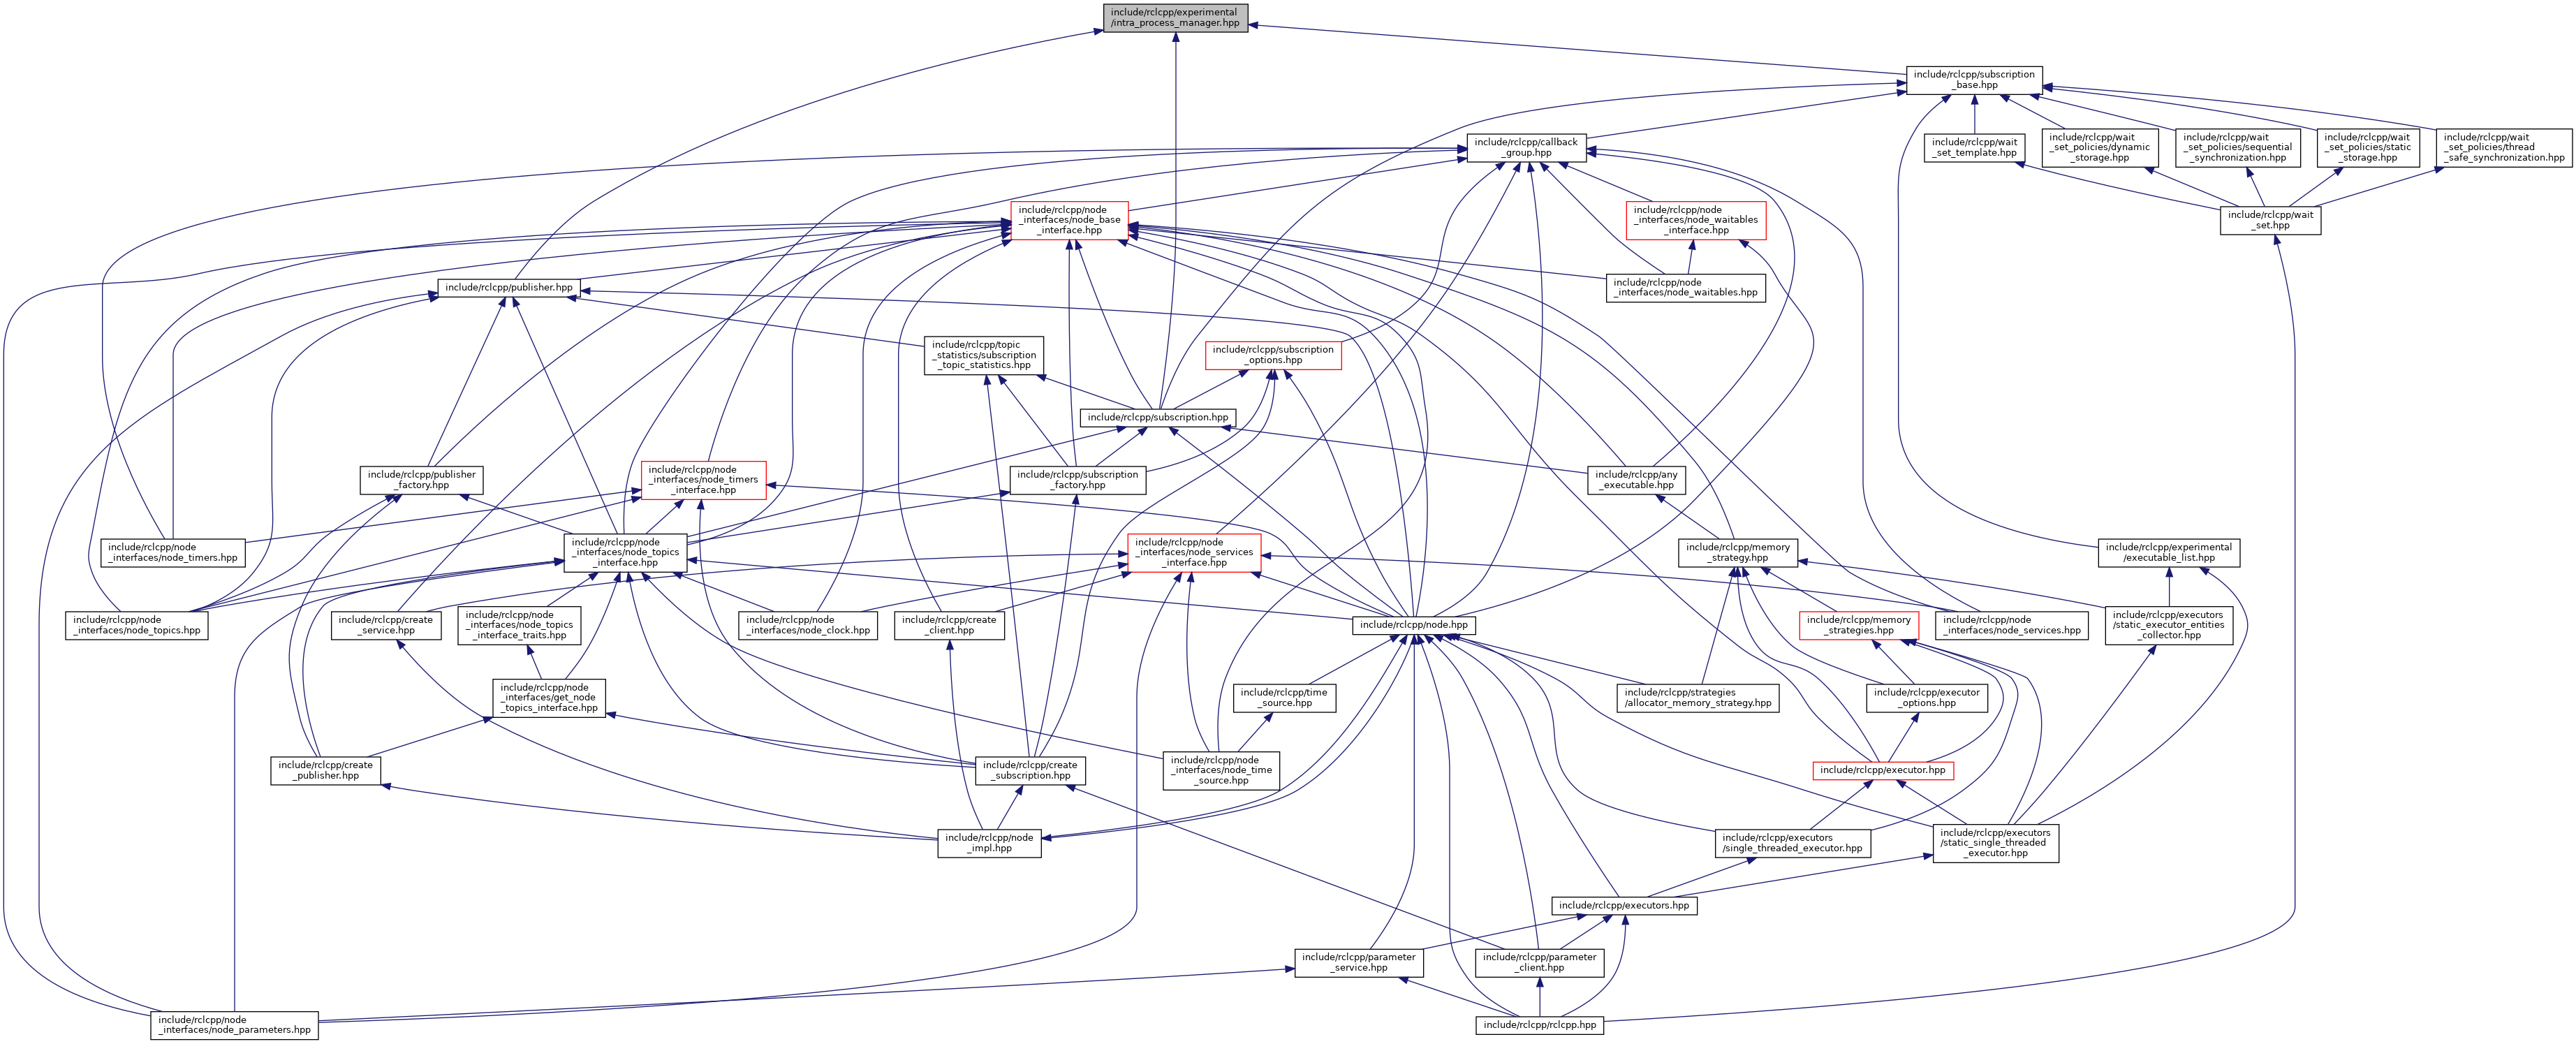 include/rclcpp/experimental
/intra_process_manager.hpp
include/rclcpp/subscription
_base.hpp
include/rclcpp/callback
_group.hpp
include/rclcpp/wait
_set_template.hpp
include/rclcpp/wait
_set_policies/dynamic
_storage.hpp
include/rclcpp/wait
_set_policies/sequential
_synchronization.hpp
include/rclcpp/wait
_set_policies/static
_storage.hpp
include/rclcpp/wait
_set_policies/thread
_safe_synchronization.hpp
include/rclcpp/node
_interfaces/node_base
_interface.hpp
include/rclcpp/node
_interfaces/node_waitables
_interface.hpp
include/rclcpp/wait
_set.hpp
include/rclcpp/publisher.hpp
include/rclcpp/node
_interfaces/node_waitables.hpp
include/rclcpp/topic
_statistics/subscription
_topic_statistics.hpp
include/rclcpp/subscription
_options.hpp
include/rclcpp/subscription.hpp
include/rclcpp/publisher
_factory.hpp
include/rclcpp/node
_interfaces/node_timers
_interface.hpp
include/rclcpp/subscription
_factory.hpp
include/rclcpp/any
_executable.hpp
include/rclcpp/node
_interfaces/node_timers.hpp
include/rclcpp/node
_interfaces/node_topics
_interface.hpp
include/rclcpp/node
_interfaces/node_services
_interface.hpp
include/rclcpp/memory
_strategy.hpp
include/rclcpp/experimental
/executable_list.hpp
include/rclcpp/node
_interfaces/node_topics.hpp
include/rclcpp/create
_service.hpp
include/rclcpp/node
_interfaces/node_topics
_interface_traits.hpp
include/rclcpp/node
_interfaces/node_clock.hpp
include/rclcpp/create
_client.hpp
include/rclcpp/node.hpp
include/rclcpp/memory
_strategies.hpp
include/rclcpp/node
_interfaces/node_services.hpp
include/rclcpp/executors
/static_executor_entities
_collector.hpp
include/rclcpp/node
_interfaces/get_node
_topics_interface.hpp
include/rclcpp/time
_source.hpp
include/rclcpp/strategies
/allocator_memory_strategy.hpp
include/rclcpp/executor
_options.hpp
include/rclcpp/create
_publisher.hpp
include/rclcpp/create
_subscription.hpp
include/rclcpp/node
_interfaces/node_time
_source.hpp
include/rclcpp/executor.hpp
include/rclcpp/node
_impl.hpp
include/rclcpp/executors
/single_threaded_executor.hpp
include/rclcpp/executors
/static_single_threaded
_executor.hpp
include/rclcpp/executors.hpp
include/rclcpp/parameter
_service.hpp
include/rclcpp/parameter
_client.hpp
include/rclcpp/node
_interfaces/node_parameters.hpp
include/rclcpp/rclcpp.hpp